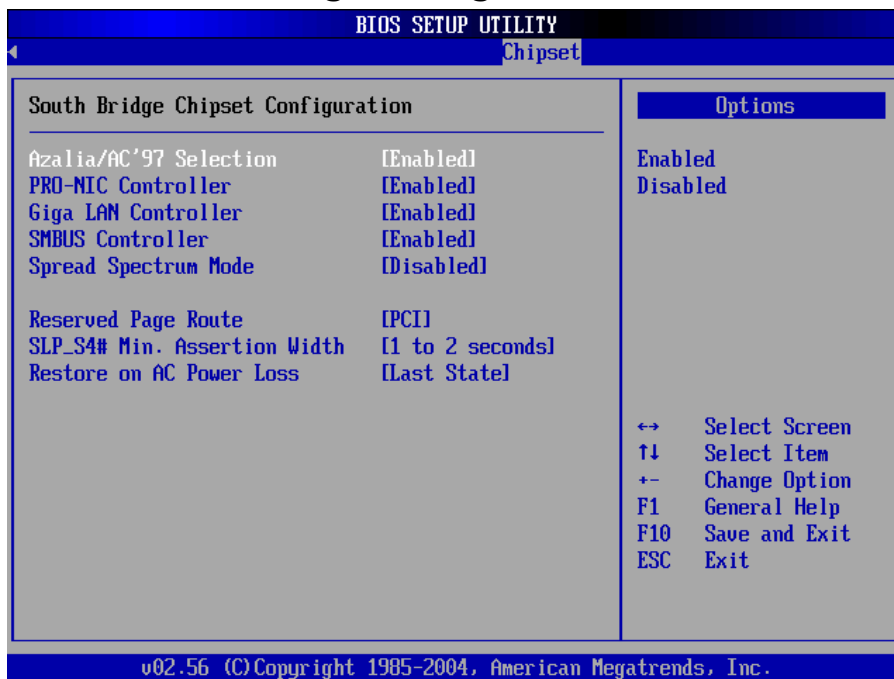 BIOS SETUP UTILITY
Chipset
South Bridge Chipset Configuration
Azalia/AC'97 Selection [Enabled]
PRO-NIC Controller [Enabled]
Giga LAN Controller [Enabled]
SMBUS Controller [Enabled]
Spread Spectrum Mode [Disabled]
Reserved Page Route [PCI]
SLP_S4# Min. Assertion Width [1 to 2 seconds]
Restore on AC Power Loss [Last State]
Options
Enabled
Disabled
←→ Select Screen
↑↓ Select Item
+- Change Option
F1 General Help
F10 Save and Exit
ESC Exit
v02.56 (C)Copyright 1985-2004, American Megatrends, Inc.